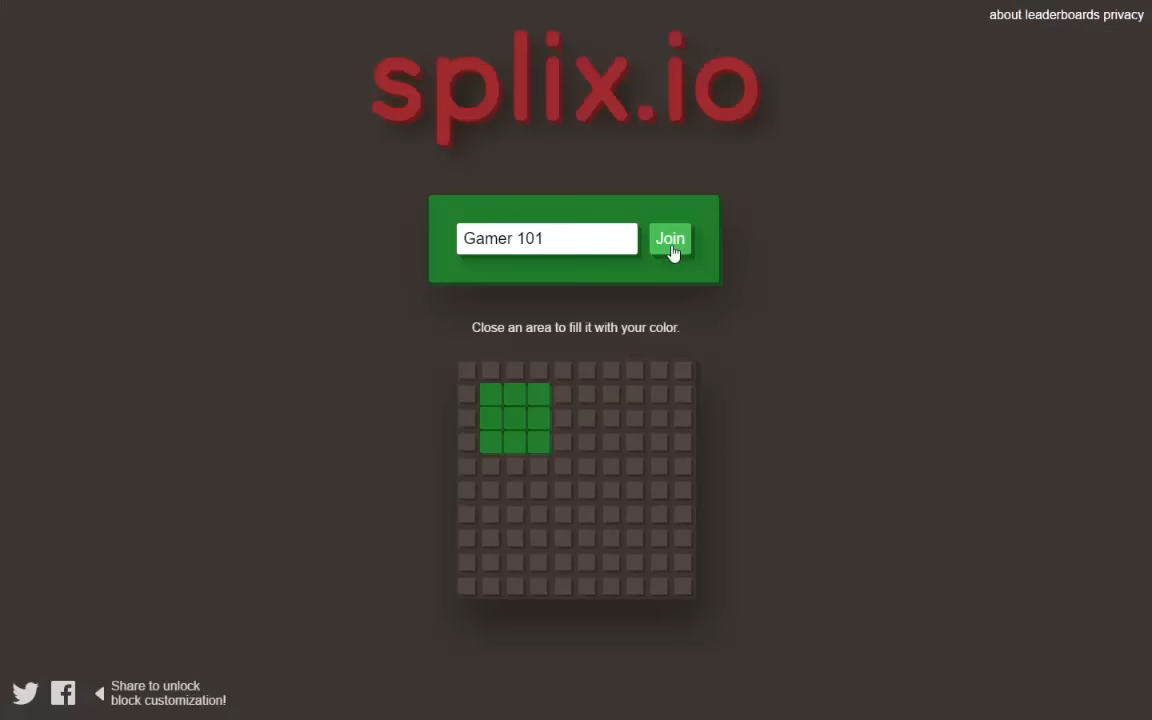 about leaderboards privacy
splix.io
Gamer 101
Join
Close an area to fill it with your color.
Share to unlock
block customization!